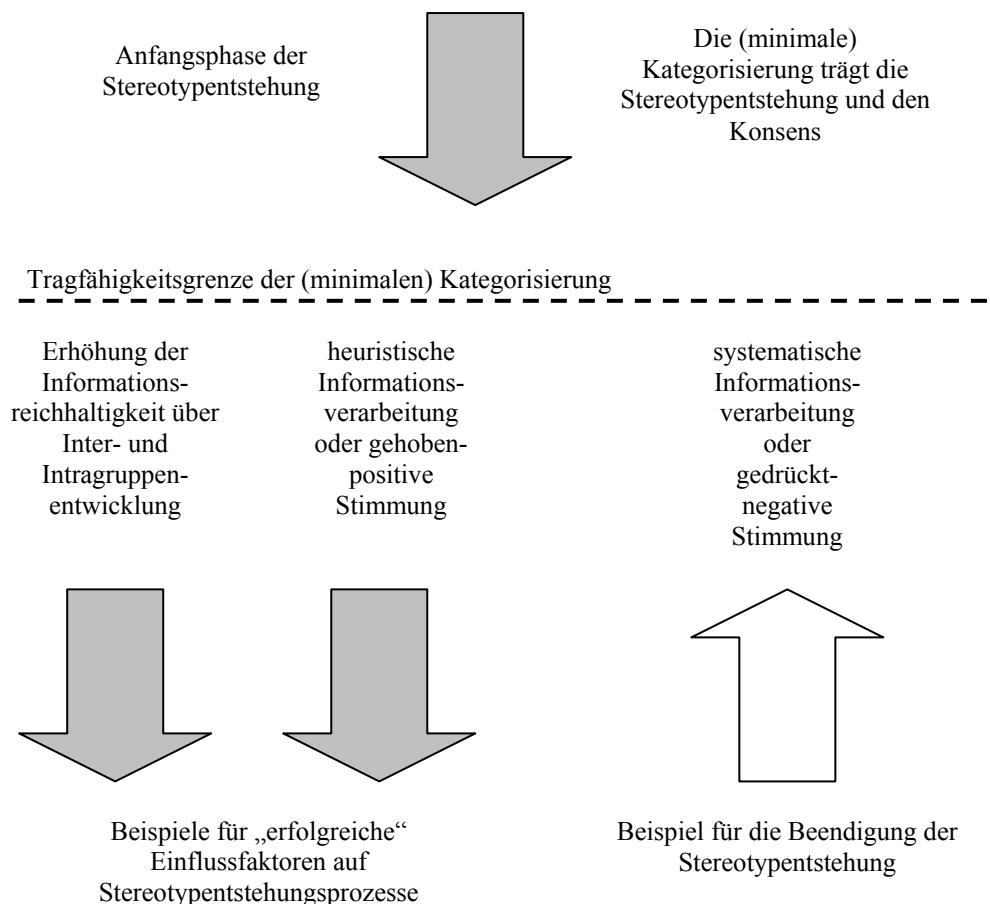 Anfangsphase der
Stereotypentstehung
Die (minimale)
Kategorisierung trägt die
Stereotypentstehung und den
Konsens
Tragfähigkeitsgrenze der (minimalen) Kategorisierung
Erhöhung der
Informations-
reichhaltigkeit über
Inter- und
Intragruppen-
entwicklung
heuristische
Informations-
verarbeitung
oder gehoben-
positive
Stimmung
systematische
Informations-
verarbeitung
oder
gedrückt-
negative
Stimmung
Beispiele für „erfolgreiche“
Einflussfaktoren auf
Stereotypentstehungsprozesse
Beispiel für die Beendigung der
Stereotypentstehung